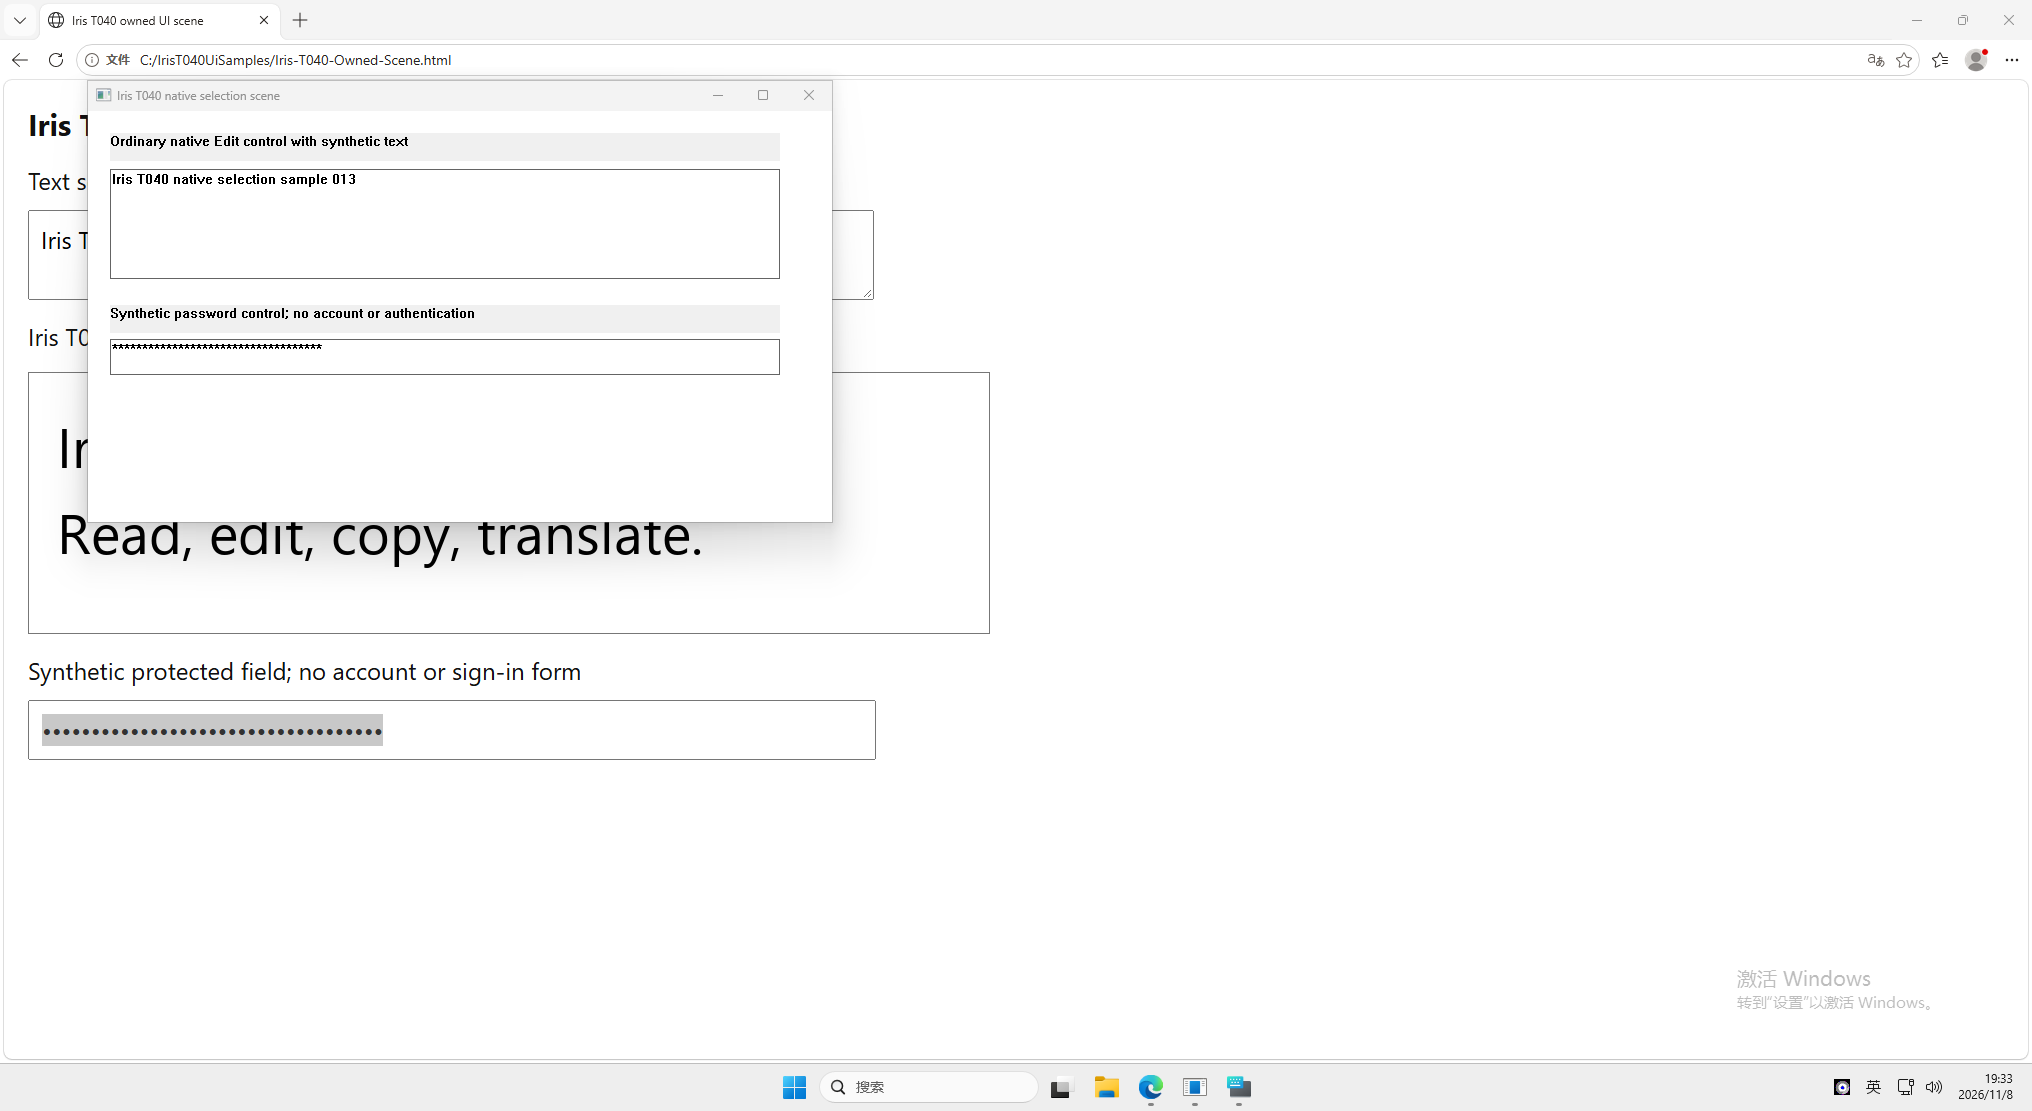 Iris T040 owned UI scene
文件 C:/IrisT040UiSamples/Iris-T040-Owned-Scene.html
Iris T040 native selection scene
Iris T
Ordinary native Edit control with synthetic text
Text s
Iris T040 native selection sample 013
Iris T
Synthetic password control; no account or authentication
Iris T0
***********************************
Ir
Read, edit, copy, translate.
Synthetic protected field; no account or sign-in form
激活 Windows
转到“设置”以激活 Windows。
搜索
英
19:33
2026/11/8